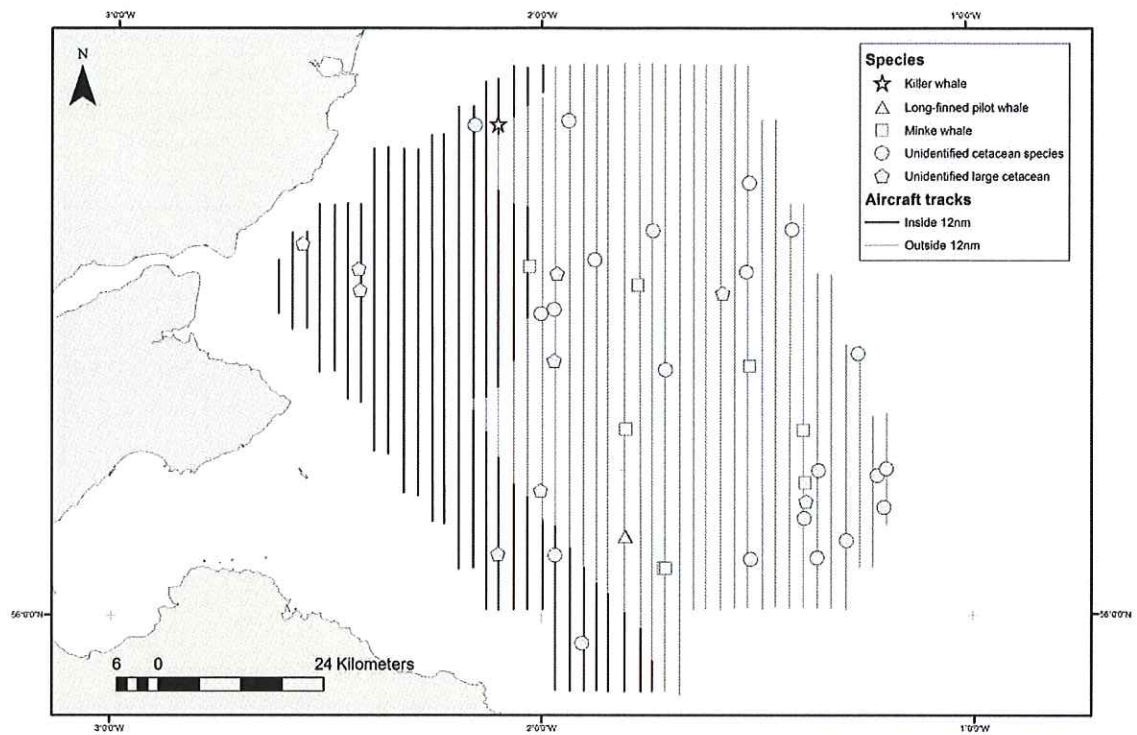 3°0'0"W 2°0'0"W 1°0'0"W
N
Species
Killer whale
Long-finned pilot whale
Minke whale
Unidentified cetacean species
Unidentified large cetacean
Aircraft tracks
Inside 12nm
Outside 12nm
56°0'0"N 56°0'0"N
6 0 24 Kilometers
3°0'0"W 2°0'0"W 1°0'0"W